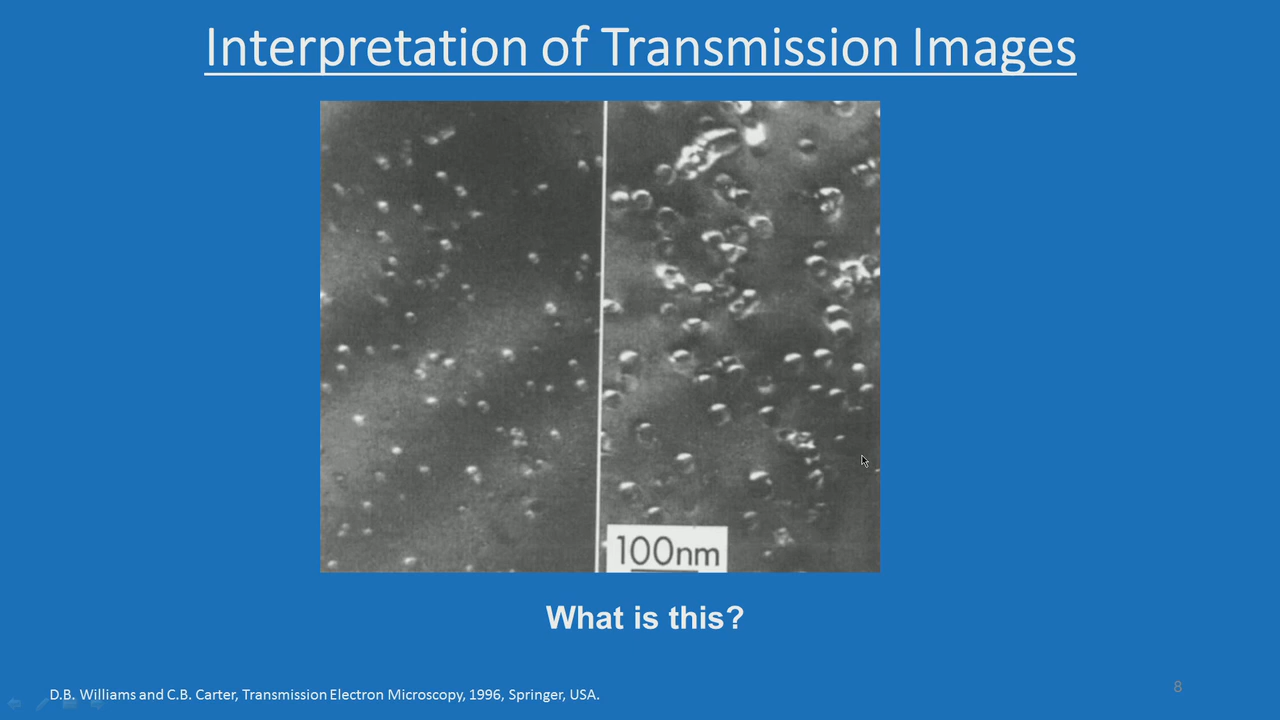 Interpretation of Transmission Images
100nm
What is this?
D.B. Williams and C.B. Carter, Transmission Electron Microscopy, 1996, Springer, USA.
8